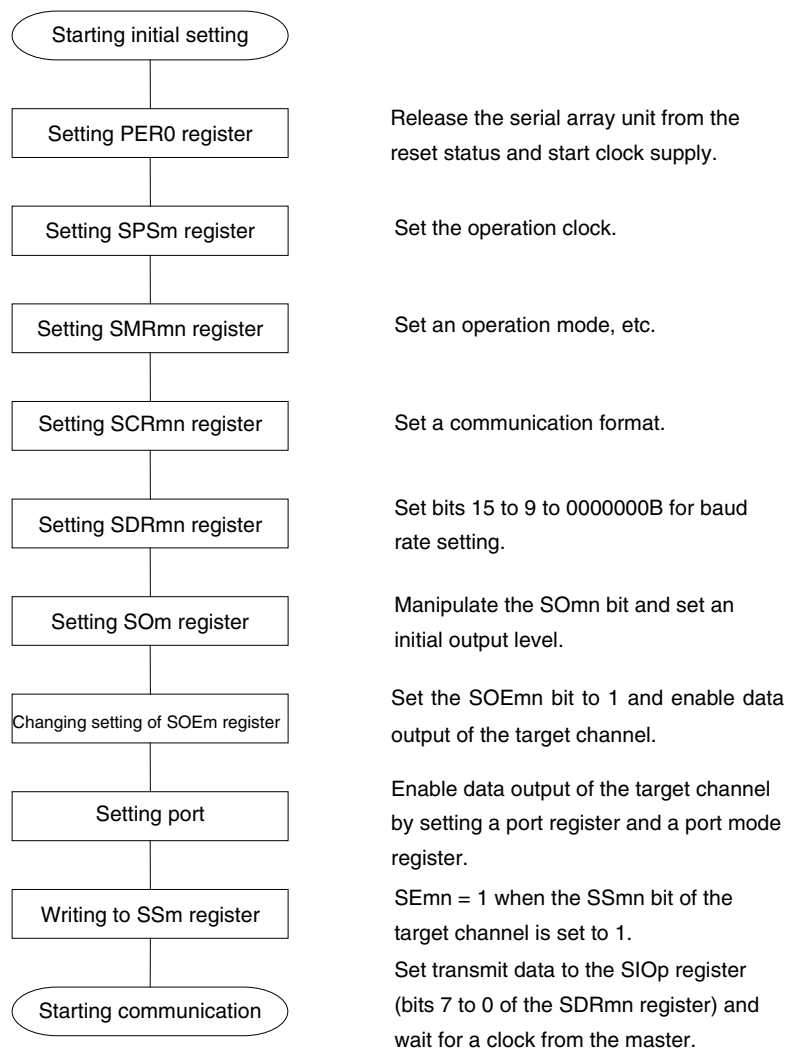 Starting initial setting
Setting PER0 register
Release the serial array unit from the
reset status and start clock supply.
Setting SPSm register
Set the operation clock.
Setting SMRmn register
Set an operation mode, etc.
Setting SCRmn register
Set a communication format.
Setting SDRmn register
Set bits 15 to 9 to 0000000B for baud
rate setting.
Setting SOm register
Manipulate the SOmn bit and set an
initial output level.
Changing setting of SOEm register
Set the SOEmn bit to 1 and enable data
output of the target channel.
Setting port
Enable data output of the target channel
by setting a port register and a port mode
register.
Writing to SSm register
SEmn = 1 when the SSmn bit of the
target channel is set to 1.
Starting communication
Set transmit data to the SIOp register
(bits 7 to 0 of the SDRmn register) and
wait for a clock from the master.